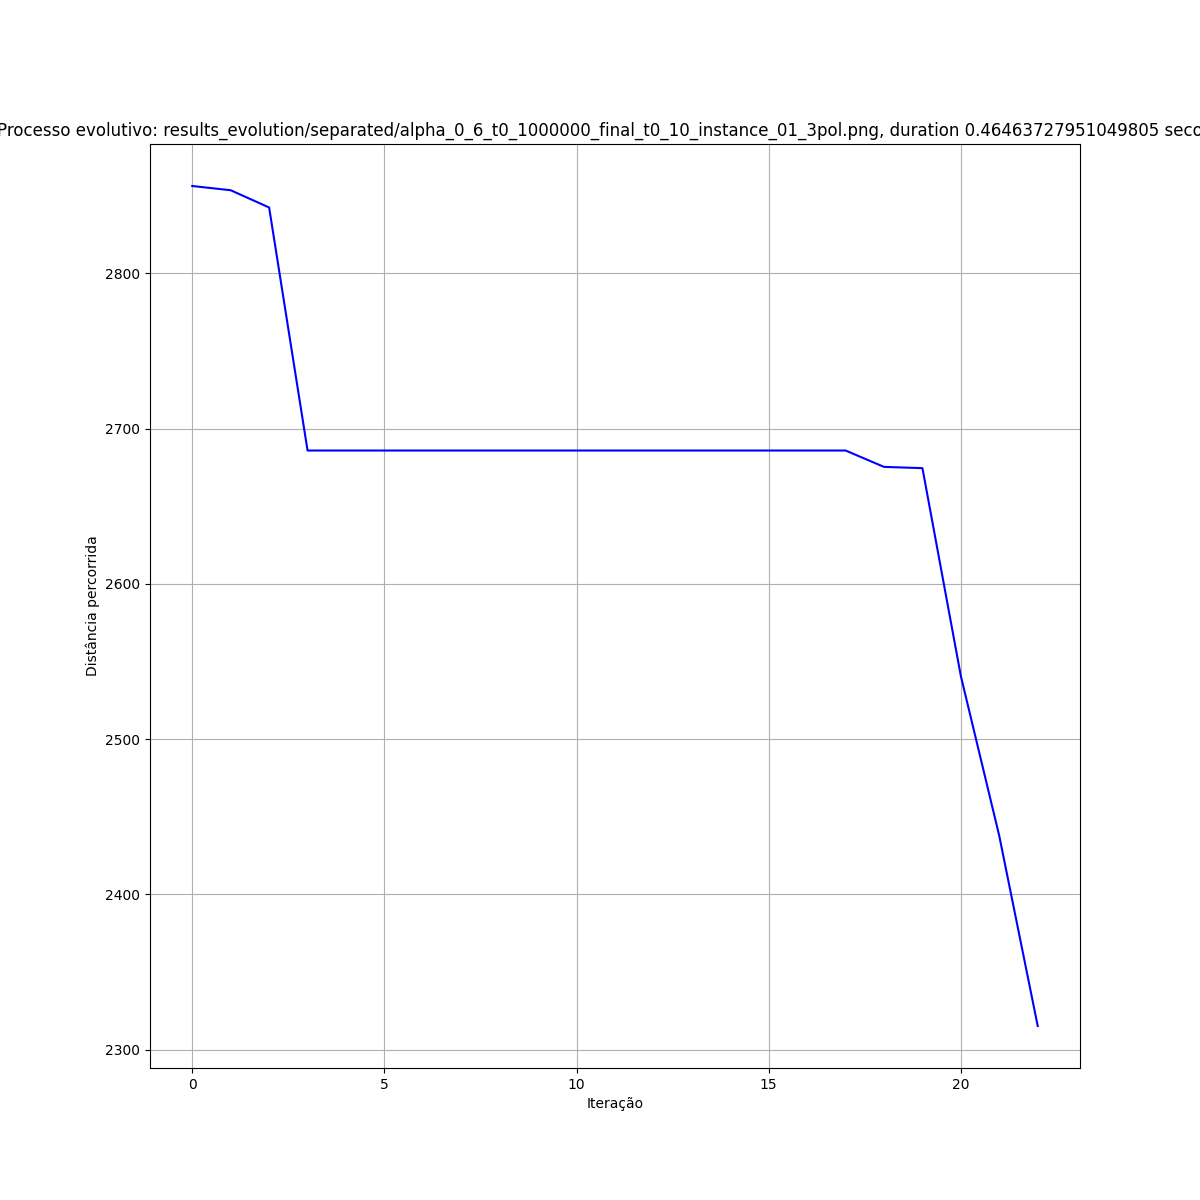 Processo evolutivo: results_evolution/separated/alpha_0_6_t0_1000000_final_t0_10_instance_01_3pol.png, duration 0.46463727951049805 seco
2800
2700
2600
2500
2400
2300
Distância percorrida
0 5 10 15 20
Iteração